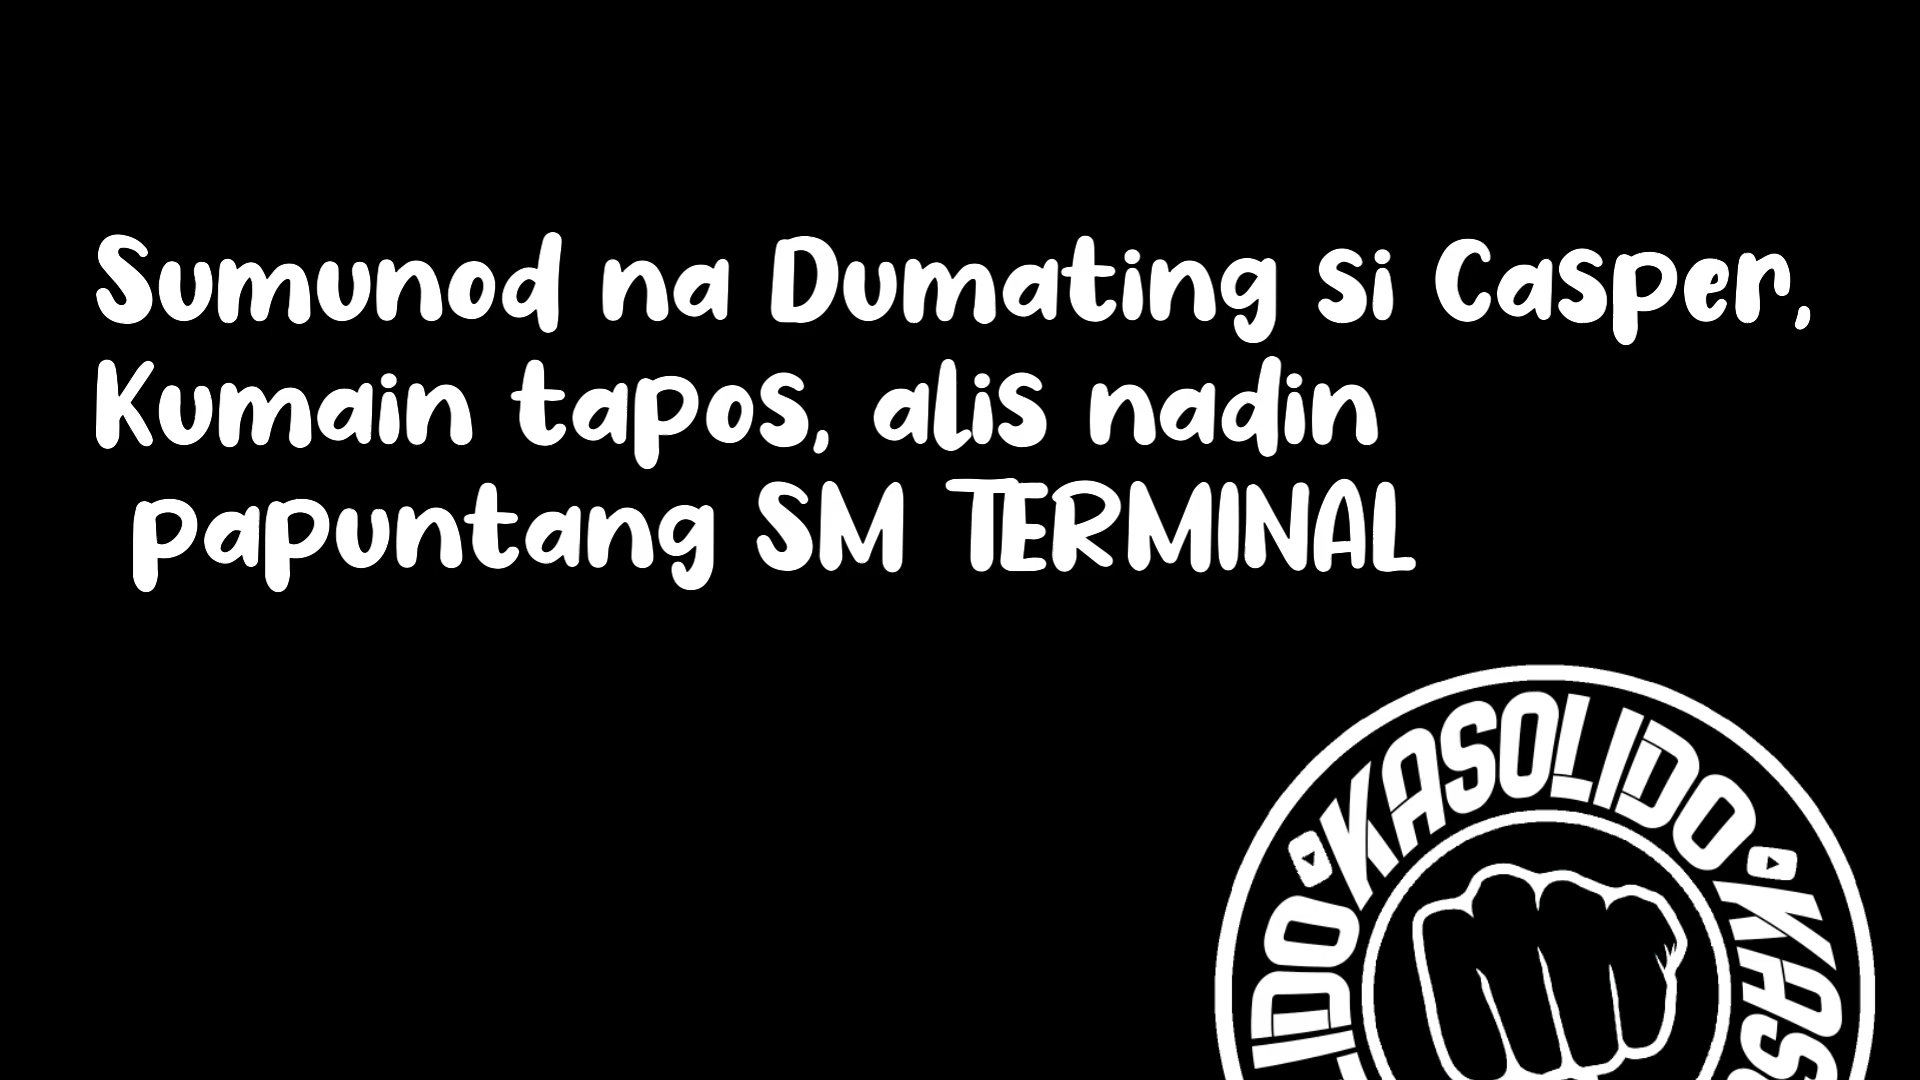 Sumunod na Dumating si Casper,
Kumain tapos, alis nadin
papuntang SM TERMINAL
KASOLIDO